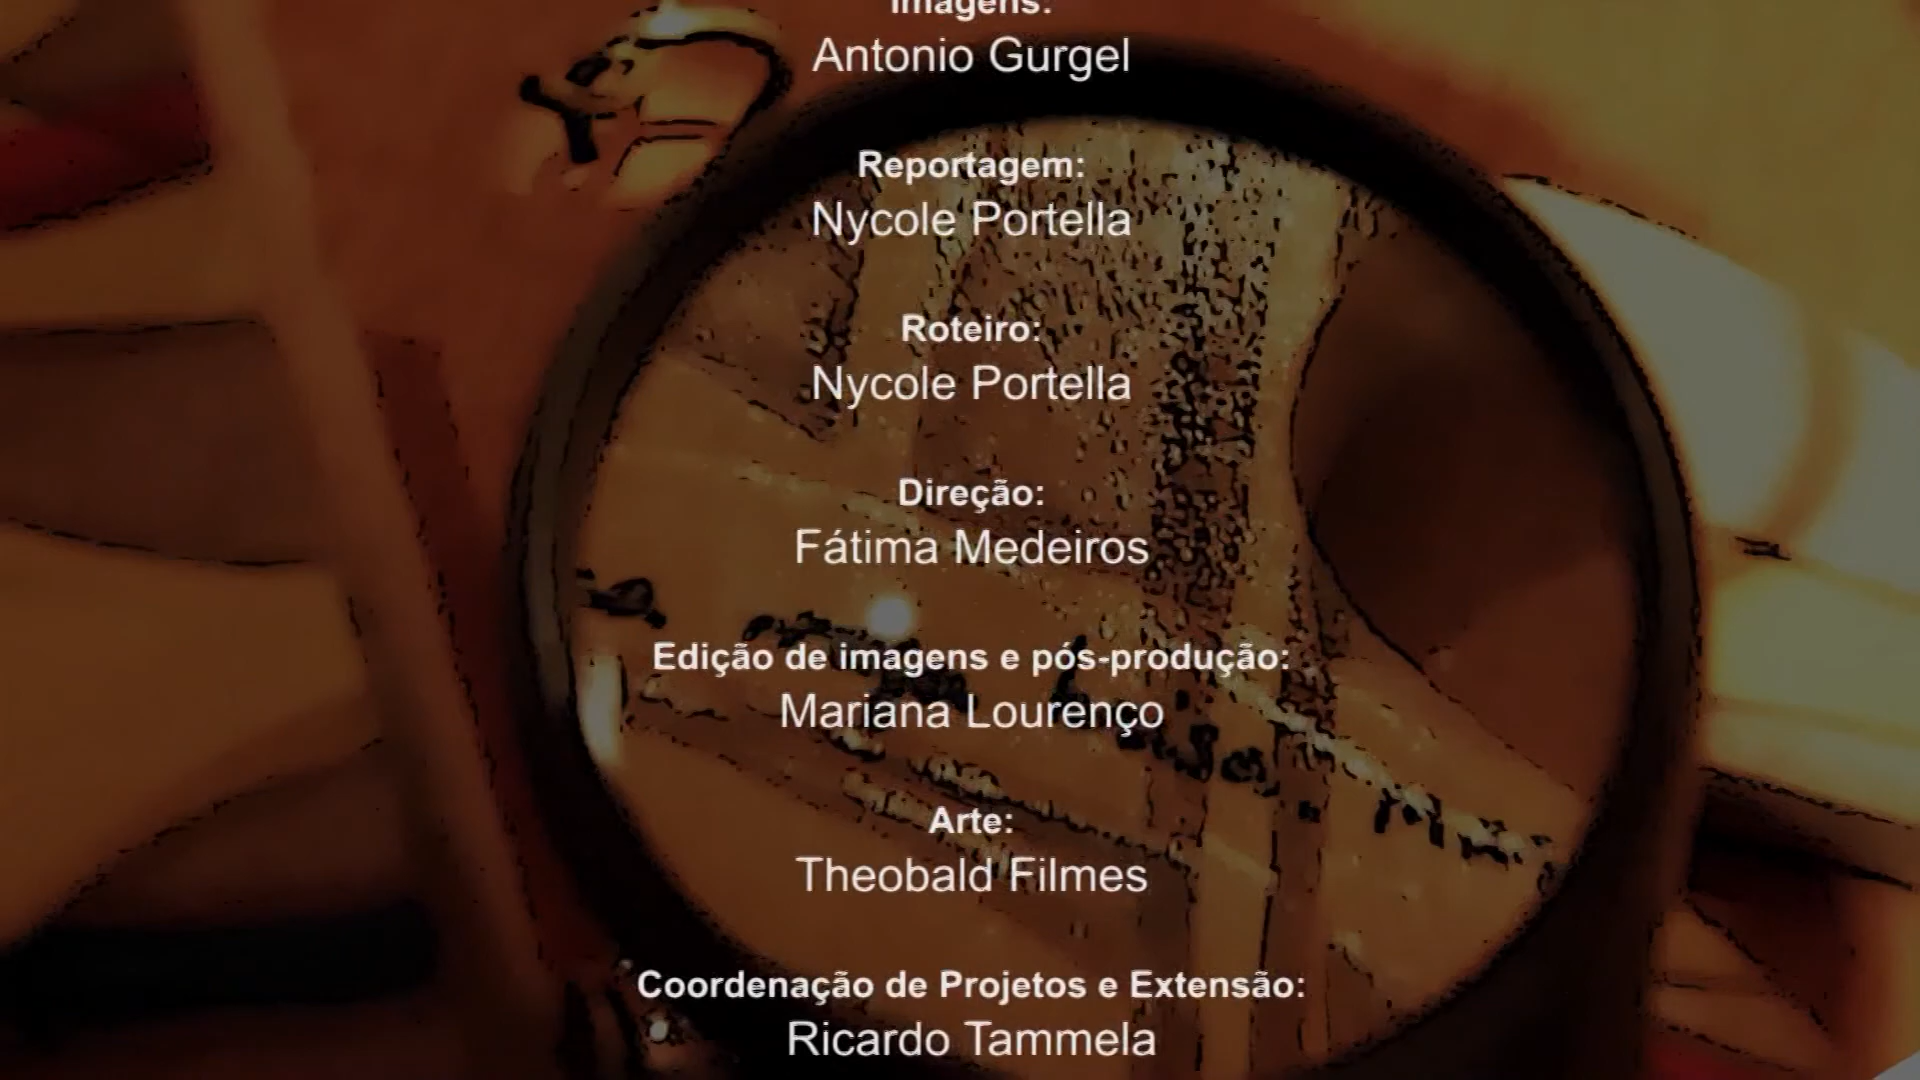 Imagens:
Antonio Gurgel
Reportagem:
Nycole Portella
Roteiro:
Nycole Portella
Direção:
Fátima Medeiros
Edição de imagens e pós-produção:
Mariana Lourenço
Arte:
Theobald Filmes
Coordenação de Projetos e Extensão:
Ricardo Tammela